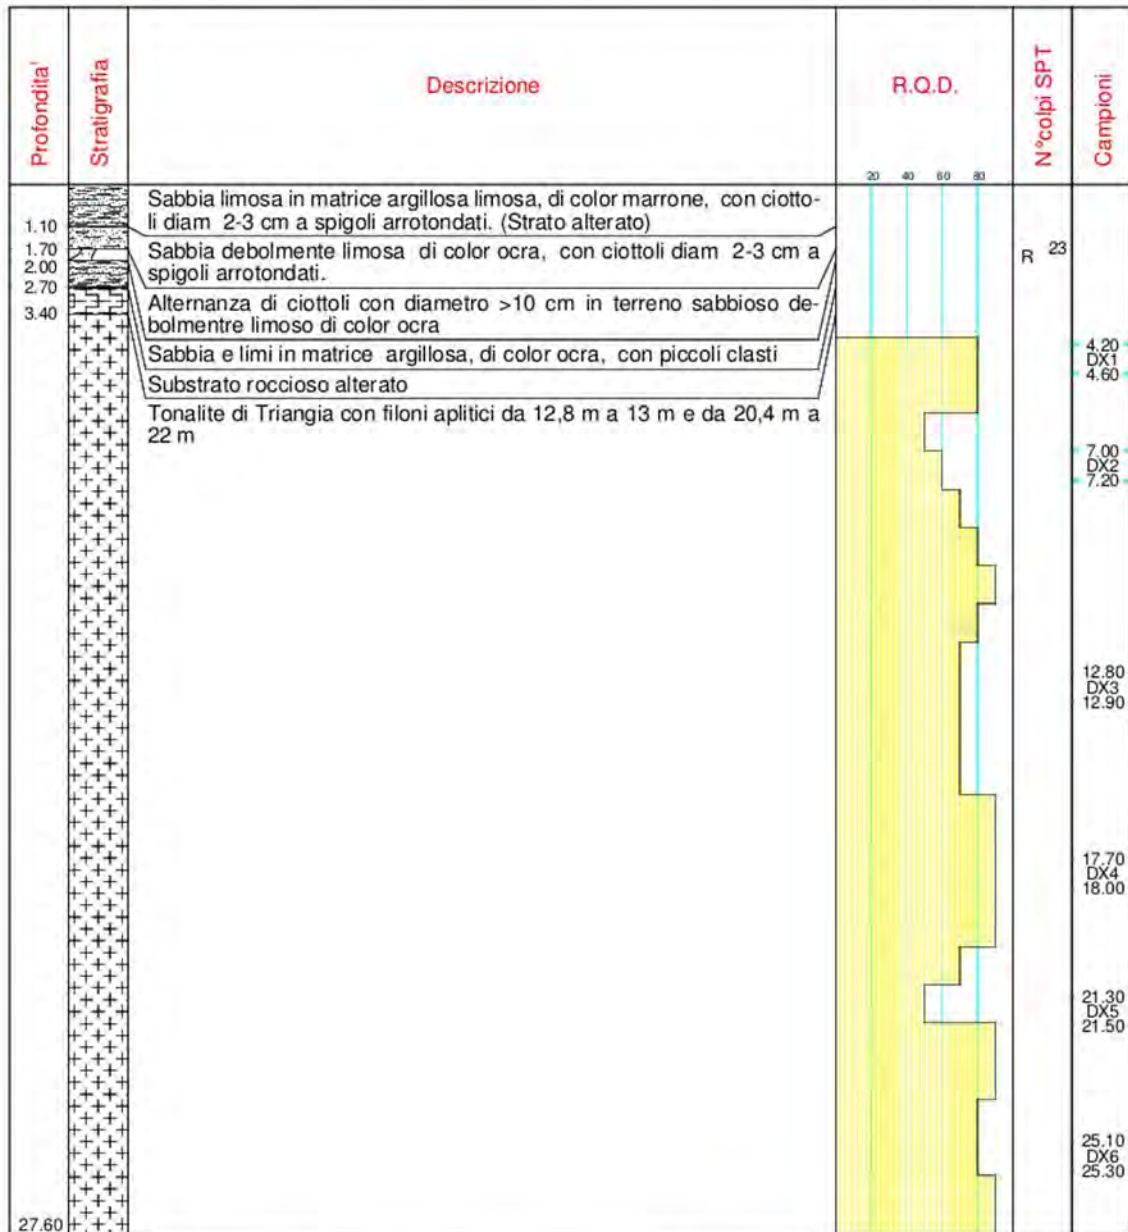 Profondita'
Stratigrafia
Descrizione
R.Q.D.
N°colpi SPT
Campioni
20 40 60 80
Sabbia limosa in matrice argillosa limosa, di color marrone, con ciotto-
li diam 2-3 cm a spigoli arrotondati. (Strato alterato)
1.10
Sabbia debolmente limosa di color ocra, con ciottoli diam 2-3 cm a
spigoli arrotondati.
1.70
R 23
2.00
2.70
Alternanza di ciottoli con diametro >10 cm in terreno sabbioso de-
bolmentre limoso di color ocra
3.40
Sabbia e limi in matrice argillosa, di color ocra, con piccoli clasti
Substrato roccioso alterato
Tonalite di Triangia con filoni aplitici da 12,8 m a 13 m e da 20,4 m a
22 m
4.20
DX1
4.60
7.00
DX2
7.20
12.80
DX3
12.90
17.70
DX4
18.00
21.30
DX5
21.50
25.10
DX6
25.30
27.60